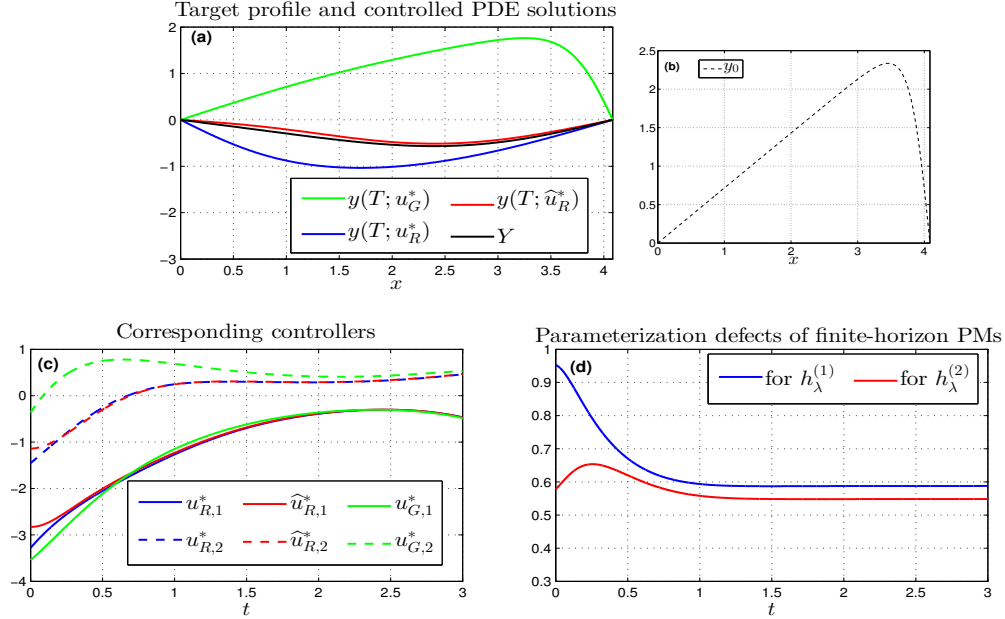 Target profile and controlled PDE solutions
(a)
2
1
0
−1
−2
−3
0 0.5 1 1.5 2 2.5 3 3.5 4
x
y(T; u*_G) y(T; û*_R)
y(T; u*_R) Y
(b)
y_0
2.5
2
1.5
1
0.5
0
0 1 2 3 4
x
Corresponding controllers
(c)
1
0
−1
−2
−3
−4
0 0.5 1 1.5 2 2.5 3
t
u*_{R,1} û*_{R,1} u*_{G,1}
u*_{R,2} û*_{R,2} u*_{G,2}
Parameterization defects of finite-horizon PMs
(d)
for h_λ^{(1)} for h_λ^{(2)}
1
0.9
0.8
0.7
0.6
0.5
0.4
0.3
0 0.5 1 1.5 2 2.5 3
t